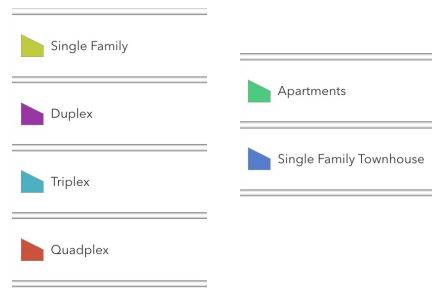 Single Family
Duplex
Triplex
Quadplex
Apartments
Single Family Townhouse